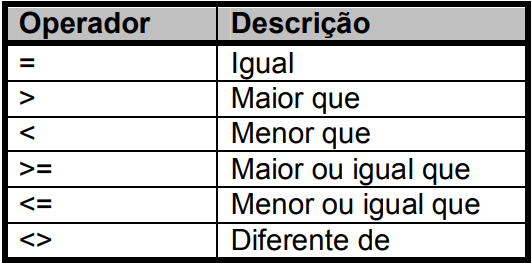 Operador Descrição
= Igual
> Maior que
< Menor que
>= Maior ou igual que
<= Menor ou igual que
<> Diferente de